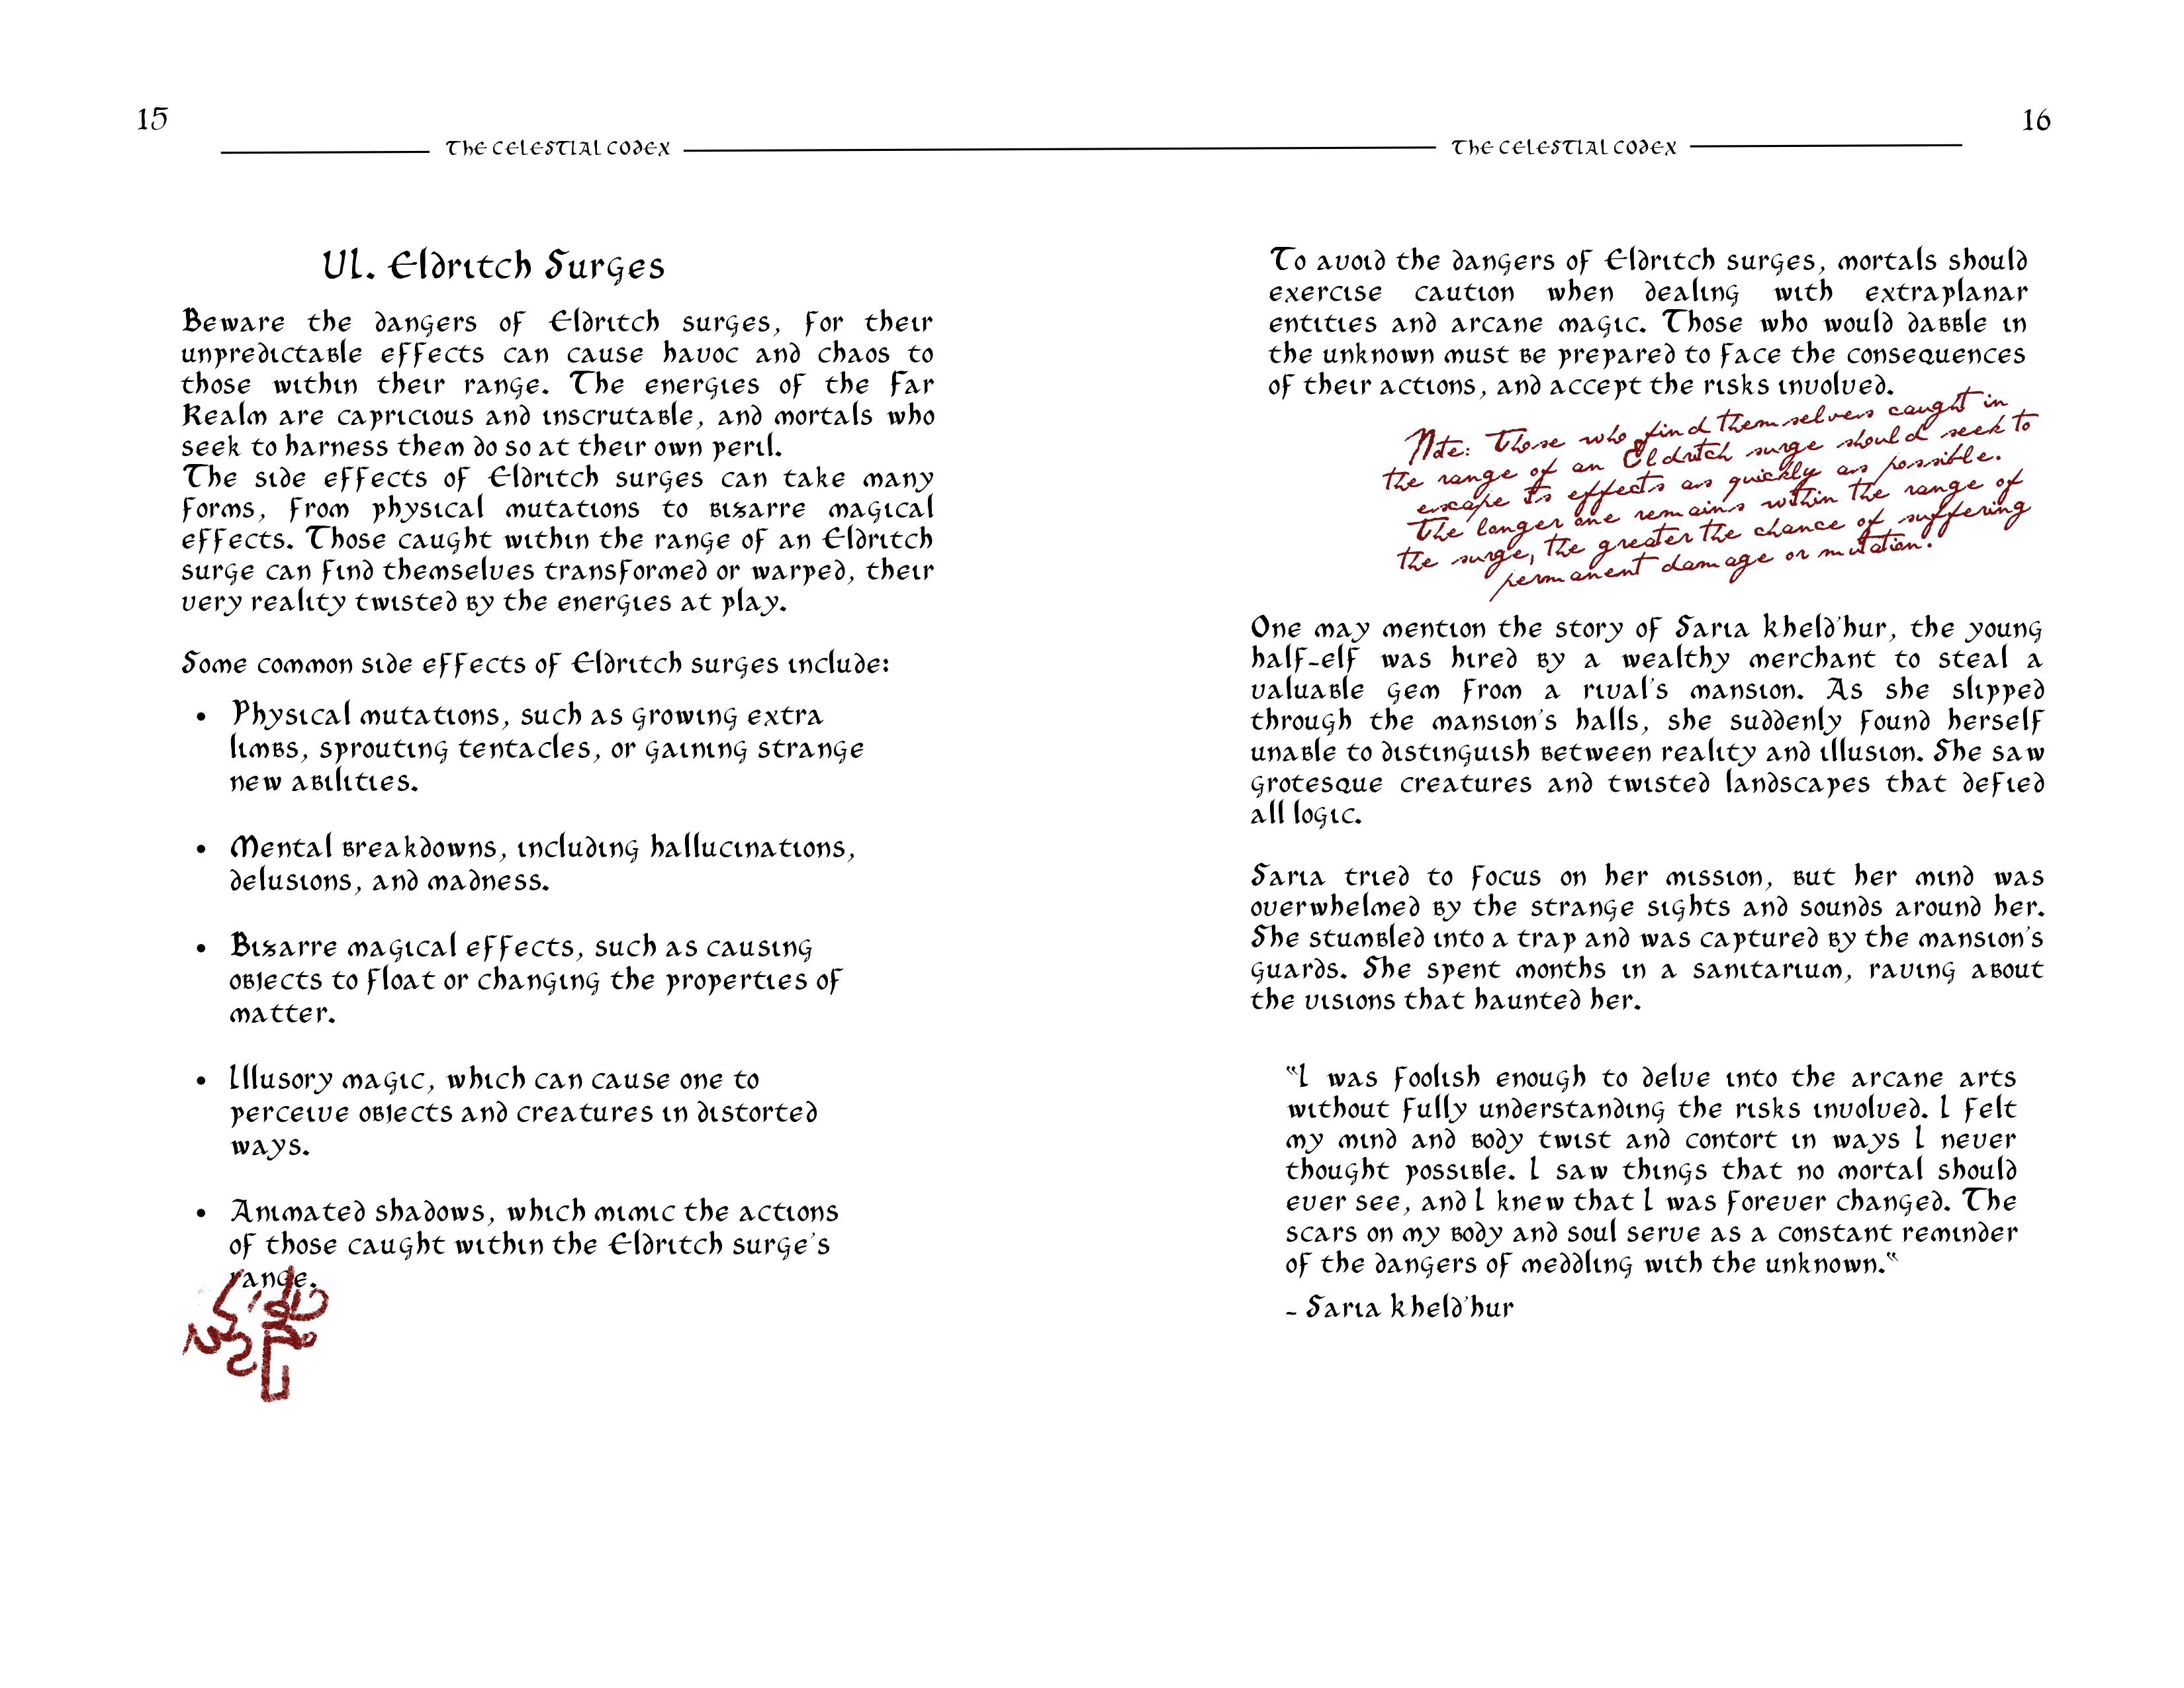 15
THE CELESTIAL CODEX
VI. Eldritch Surges
Beware the dangers of Eldritch surges, for their
unpredictable effects can cause havoc and chaos to
those within their range. The energies of the Far
Realm are capricious and inscrutable, and mortals who
seek to harness them do so at their own peril.
The side effects of Eldritch surges can take many
forms, from physical mutations to bizarre magical
effects. Those caught within the range of an Eldritch
surge can find themselves transformed or warped, their
very reality twisted by the energies at play.
Some common side effects of Eldritch surges include:
• Physical mutations, such as growing extra
limbs, sprouting tentacles, or gaining strange
new abilities.
• Mental breakdowns, including hallucinations,
delusions, and madness.
• Bizarre magical effects, such as causing
objects to float or changing the properties of
matter.
• Illusory magic, which can cause one to
perceive objects and creatures in distorted
ways.
• Animated shadows, which mimic the actions
of those caught within the Eldritch surge's
range.
16
THE CELESTIAL CODEX
To avoid the dangers of Eldritch surges, mortals should
exercise caution when dealing with extraplanar
entities and arcane magic. Those who would dabble in
the unknown must be prepared to face the consequences
of their actions, and accept the risks involved.
Note: Those who find themselvers caught in
the range of an Eldritch surge should seek to
escape its effects as quickly as possible.
The longer one remains within the range of
the surge, the greater the chance of suffering
permanent damage or mutation.
One may mention the story of Saria kheld'hur, the young
half-elf was hired by a wealthy merchant to steal a
valuable gem from a rival's mansion. As she slipped
through the mansion's halls, she suddenly found herself
unable to distinguish between reality and illusion. She saw
grotesque creatures and twisted landscapes that defied
all logic.
Saria tried to focus on her mission, but her mind was
overwhelmed by the strange sights and sounds around her.
She stumbled into a trap and was captured by the mansion's
guards. She spent months in a sanitarium, raving about
the visions that haunted her.
"I was foolish enough to delve into the arcane arts
without fully understanding the risks involved. I felt
my mind and body twist and contort in ways I never
thought possible. I saw things that no mortal should
ever see, and I knew that I was forever changed. The
scars on my body and soul serve as a constant reminder
of the dangers of meddling with the unknown."
- Saria kheld'hur